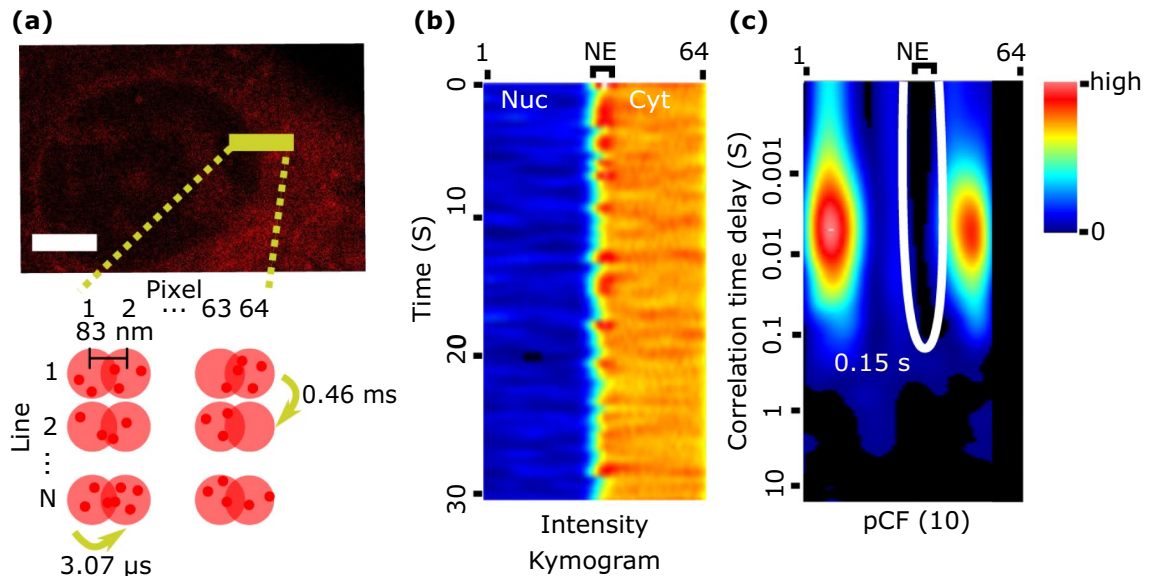 (a)
Pixel
1 2 ... 63 64
83 nm
Line
1
2
...
N
0.46 ms
3.07 µs
(b)
1 NE 64
Nuc Cyt
Time (S)
0
10
20
30
Intensity
Kymogram
(c)
1 NE 64
Correlation time delay (S)
0.001
0.01
0.1
1
10
0.15 s
pCF (10)
high
0